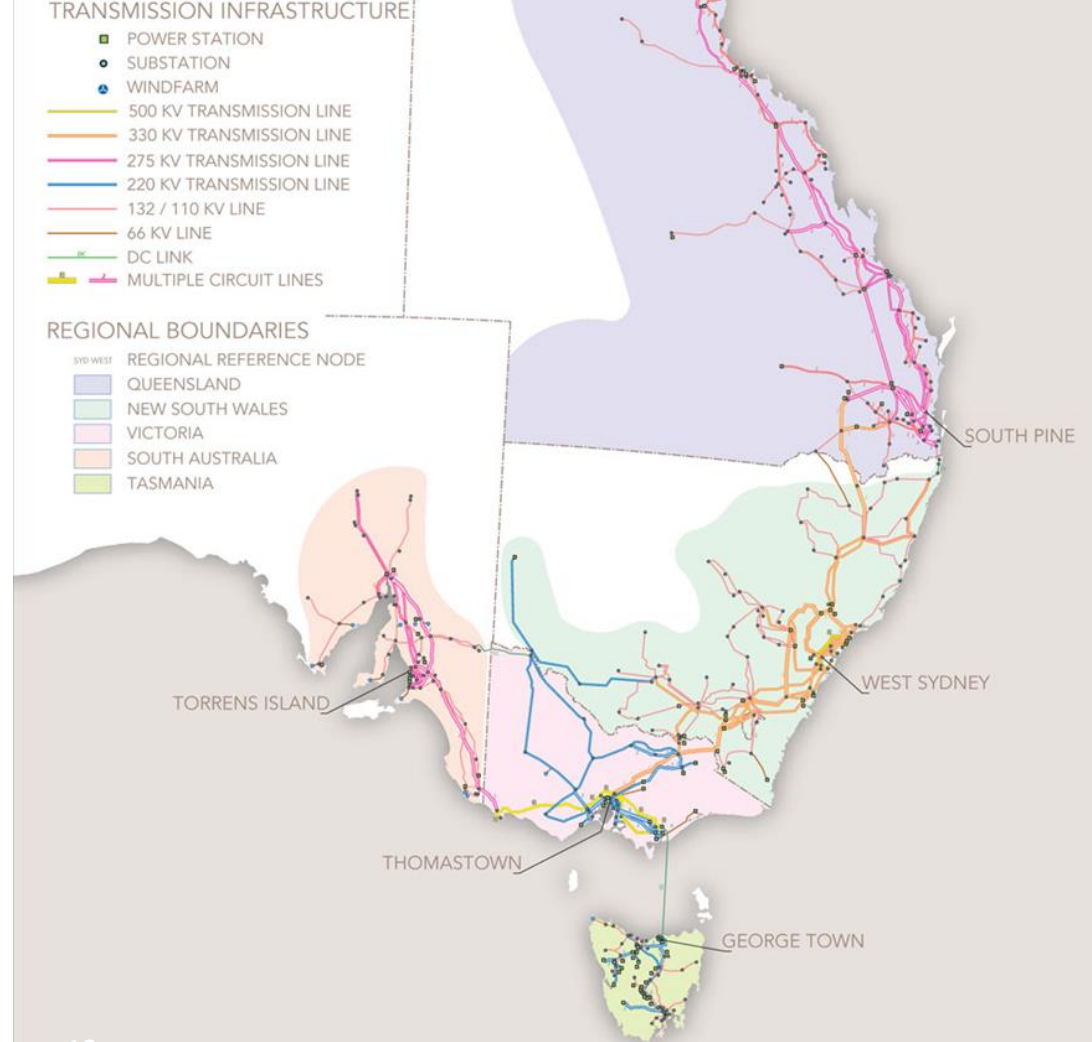 TRANSMISSION INFRASTRUCTURE
POWER STATION
SUBSTATION
WINDFARM
500 KV TRANSMISSION LINE
330 KV TRANSMISSION LINE
275 KV TRANSMISSION LINE
220 KV TRANSMISSION LINE
132 / 110 KV LINE
66 KV LINE
DC LINK
MULTIPLE CIRCUIT LINES
REGIONAL BOUNDARIES
SYD WEST REGIONAL REFERENCE NODE
QUEENSLAND
NEW SOUTH WALES
VICTORIA
SOUTH AUSTRALIA
TASMANIA
SOUTH PINE
WEST SYDNEY
TORRENS ISLAND
THOMASTOWN
GEORGE TOWN